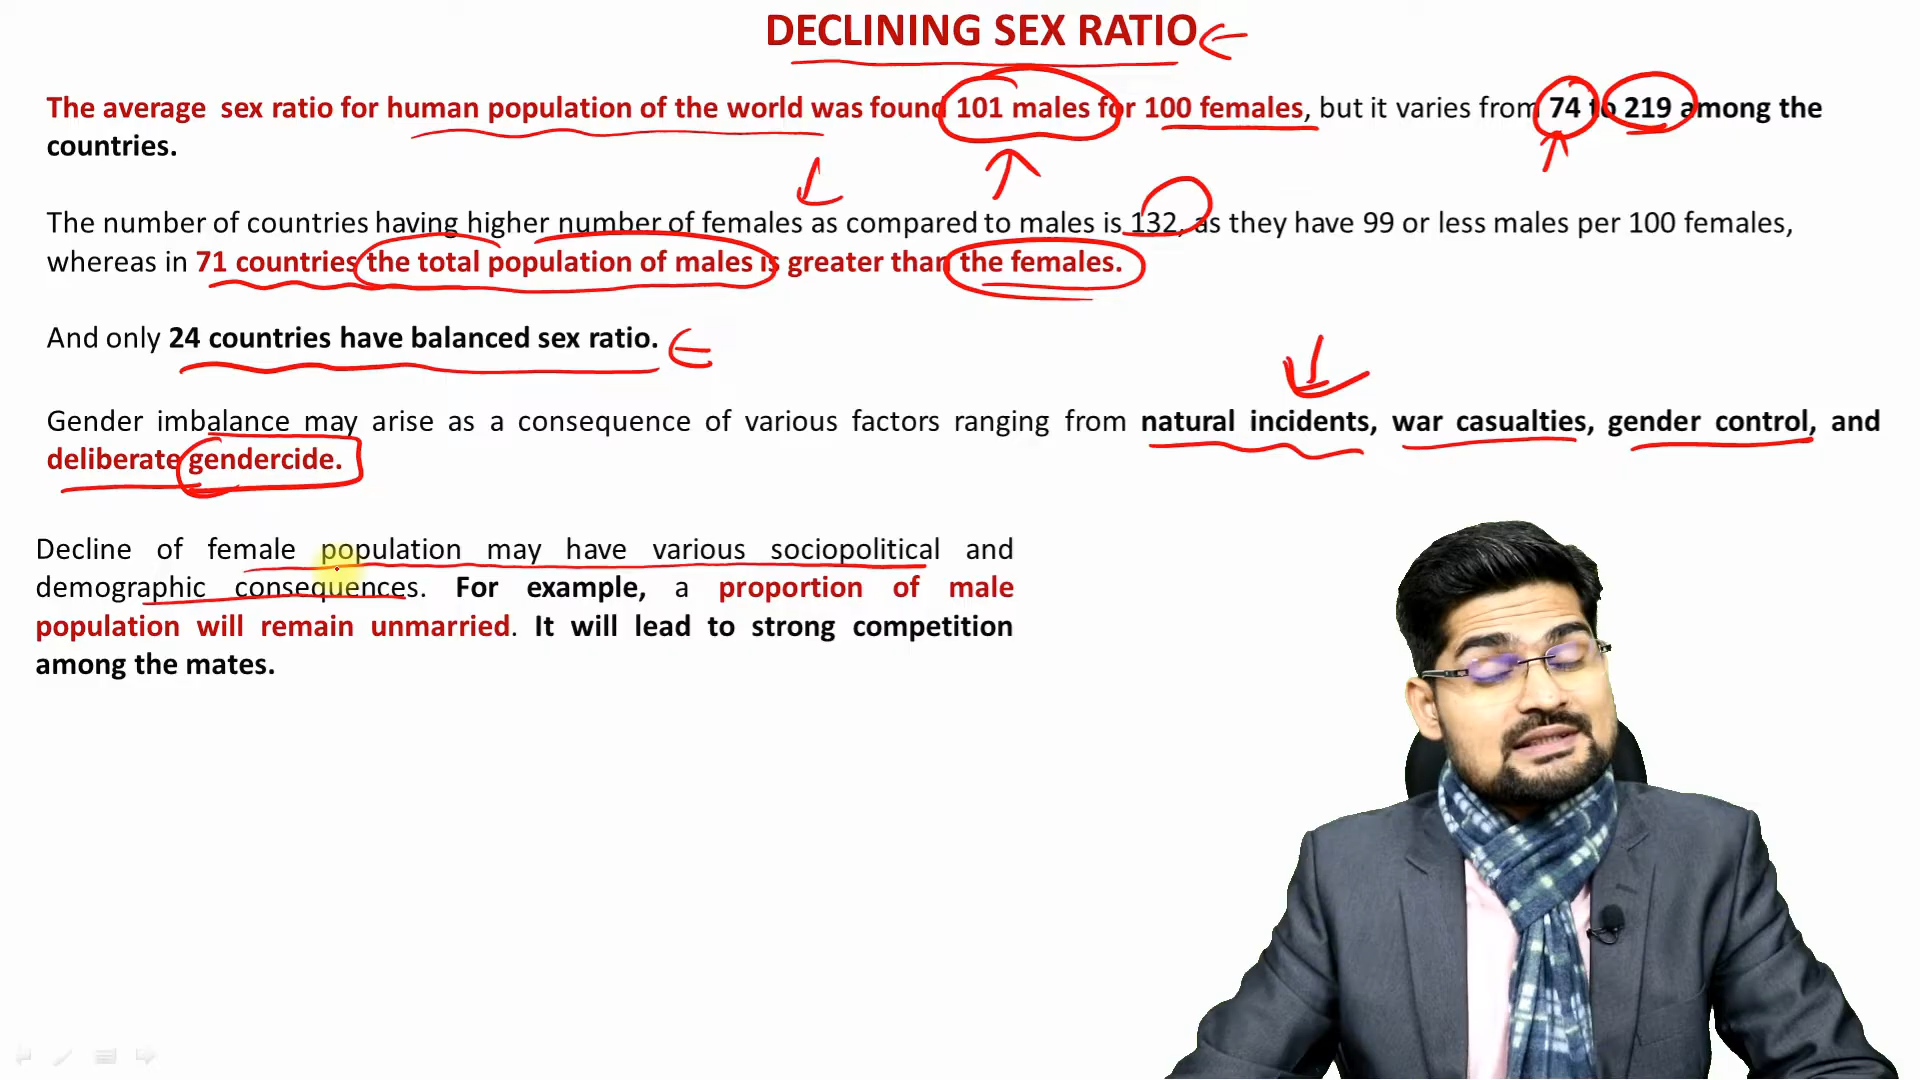 DECLINING SEX RATIO
The average sex ratio for human population of the world was found 101 males for 100 females, but it varies from 74 to 219 among the
countries.
The number of countries having higher number of females as compared to males is 132, as they have 99 or less males per 100 females,
whereas in 71 countries the total population of males is greater than the females.
And only 24 countries have balanced sex ratio.
Gender imbalance may arise as a consequence of various factors ranging from natural incidents, war casualties, gender control, and
deliberate gendercide.
Decline of female population may have various sociopolitical and
demographic consequences. For example, a proportion of male
population will remain unmarried. It will lead to strong competition
among the mates.